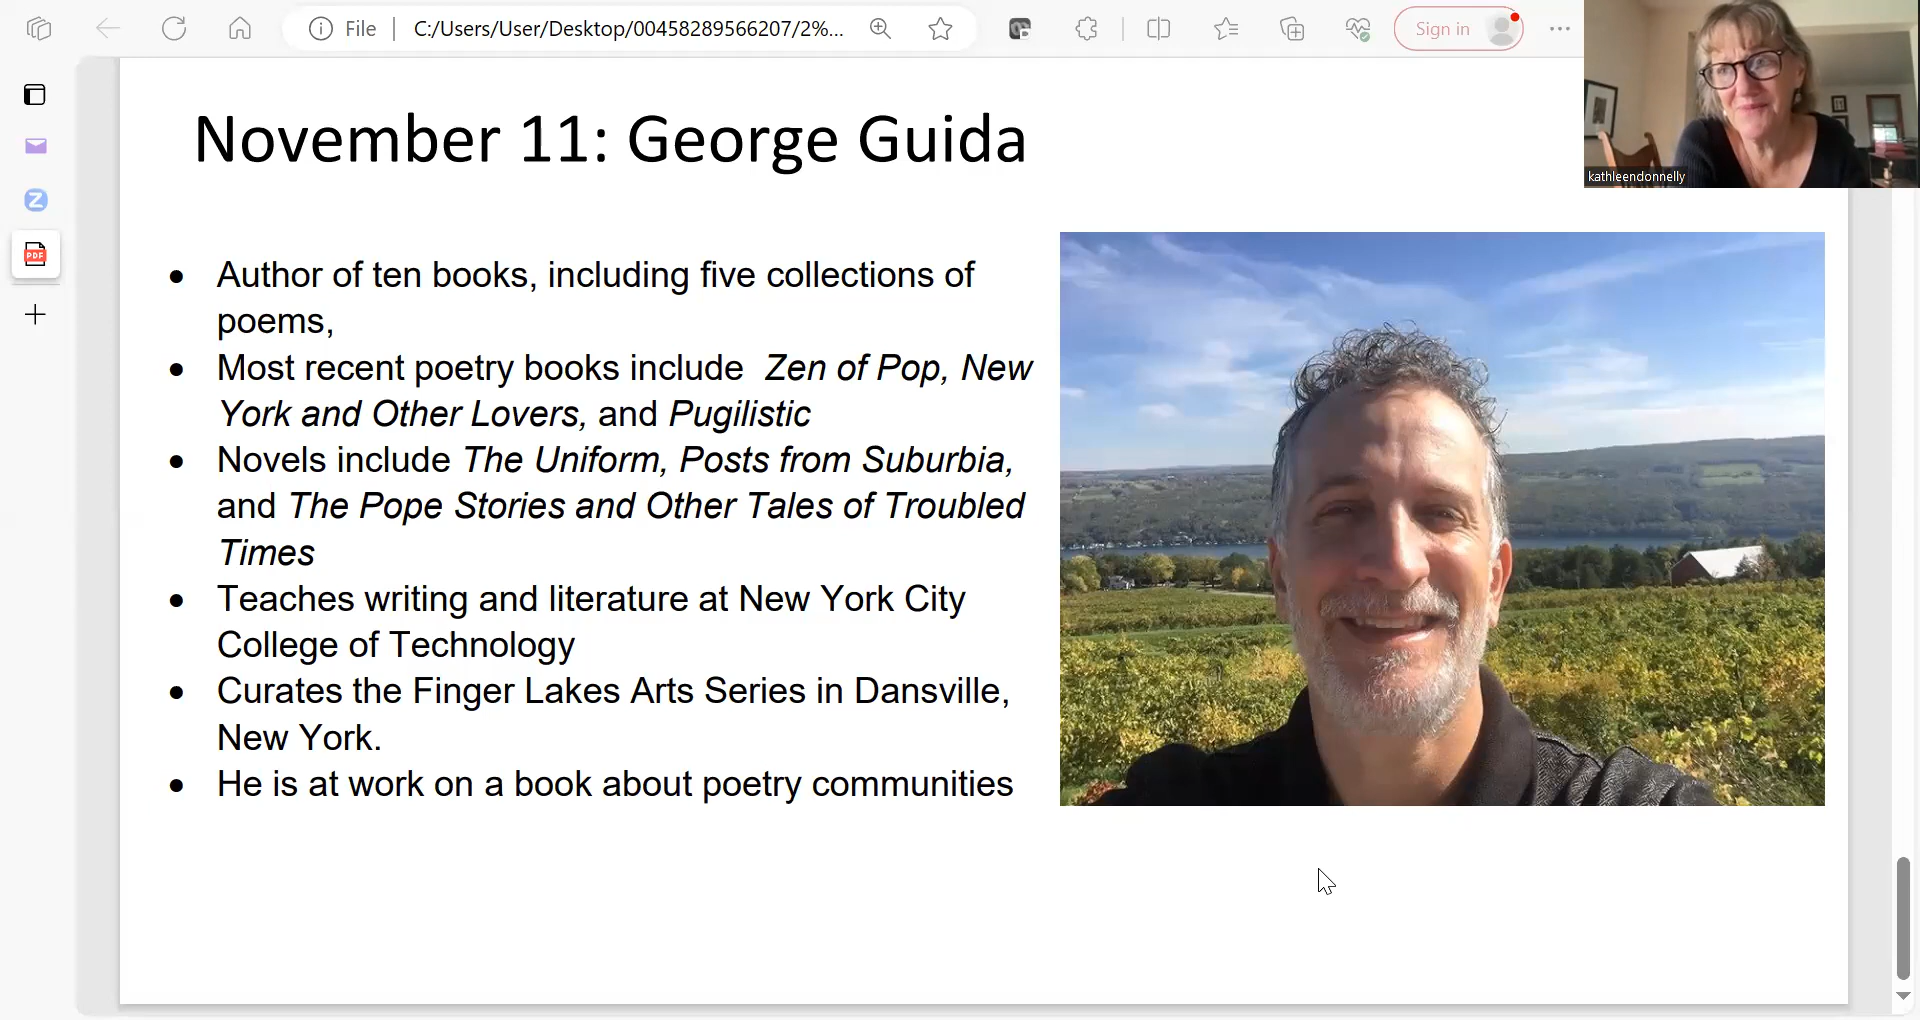 File
C:/Users/User/Desktop/00458289566207/2%...
Sign in
kathleendonnelly
November 11: George Guida
• Author of ten books, including five collections of
poems,
• Most recent poetry books include Zen of Pop, New
York and Other Lovers, and Pugilistic
• Novels include The Uniform, Posts from Suburbia,
and The Pope Stories and Other Tales of Troubled
Times
• Teaches writing and literature at New York City
College of Technology
• Curates the Finger Lakes Arts Series in Dansville,
New York.
• He is at work on a book about poetry communities
PDF